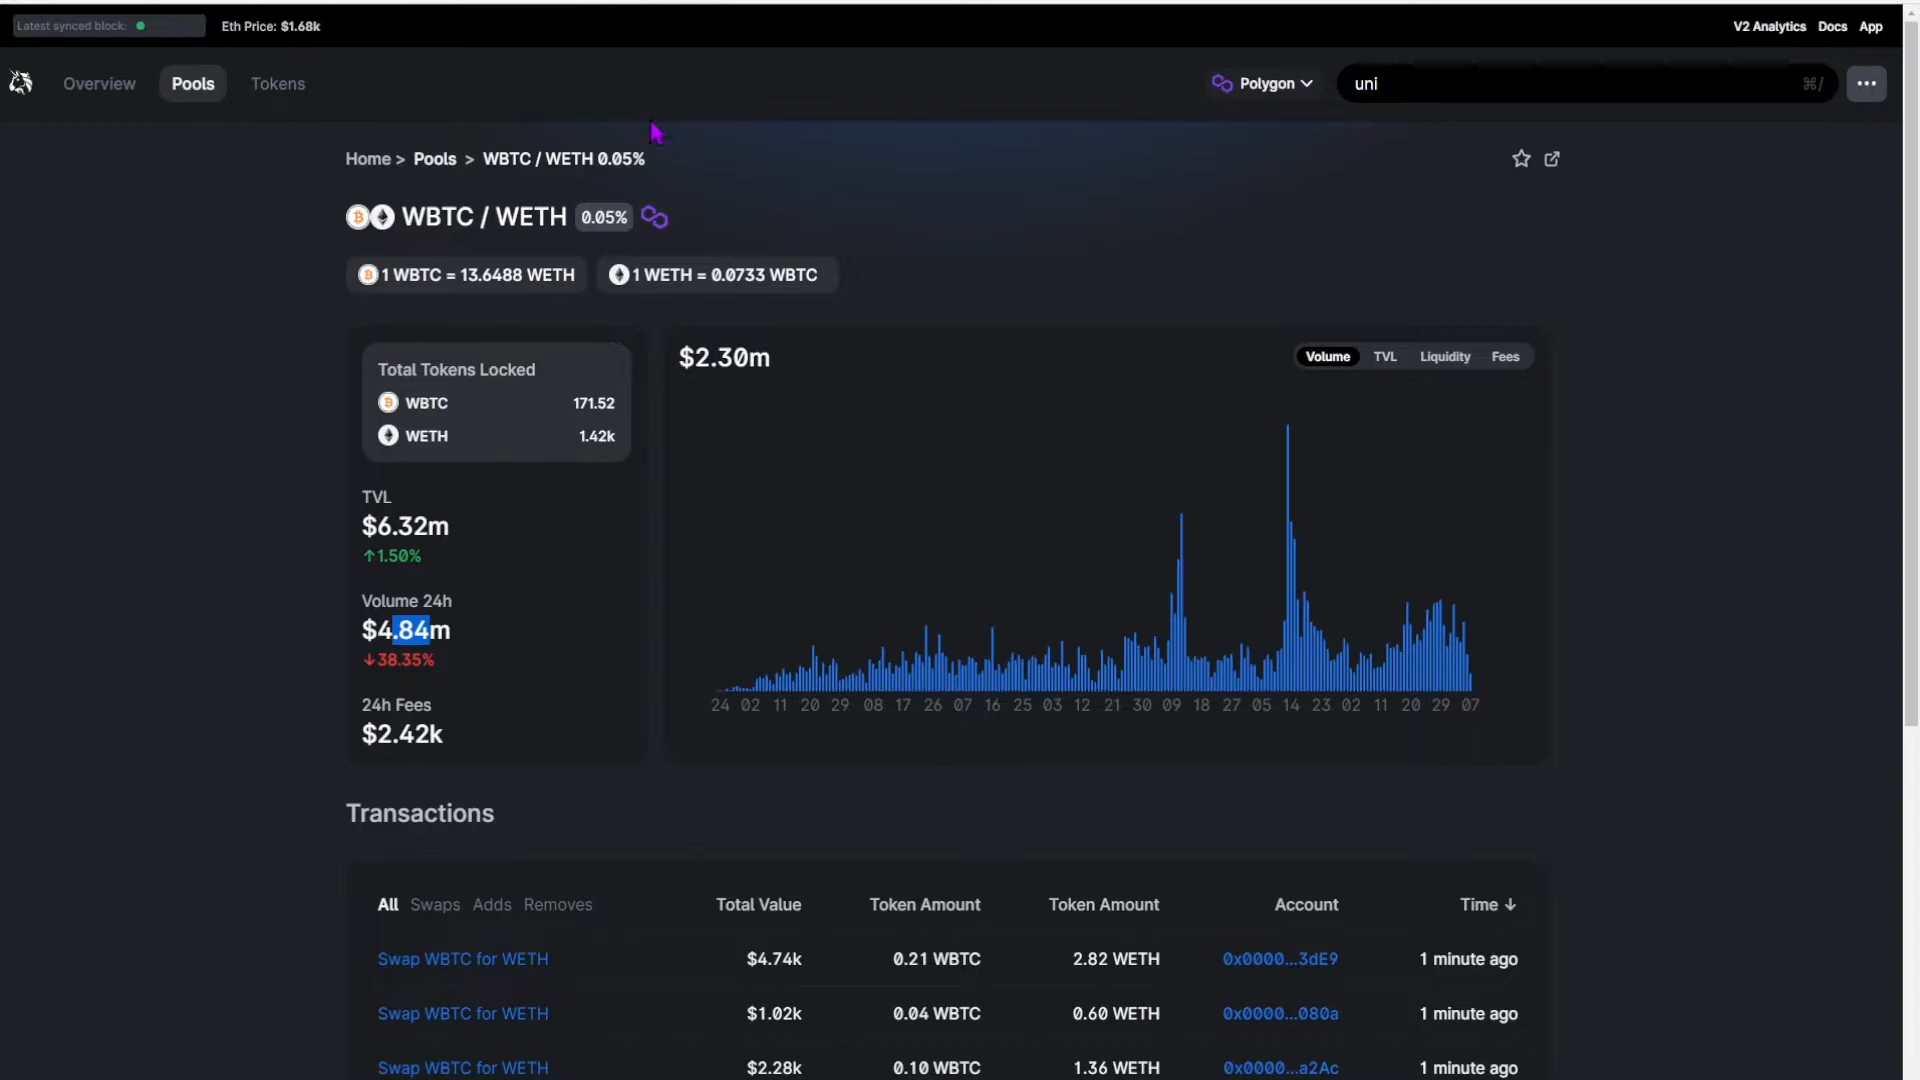 Latest synced block:
Eth Price: $1.68k
V2 Analytics Docs App
Overview Pools Tokens
Polygon
uni
⌘/
Home > Pools > WBTC / WETH 0.05%
WBTC / WETH 0.05%
1 WBTC = 13.6488 WETH
1 WETH = 0.0733 WBTC
Total Tokens Locked
WBTC 171.52
WETH 1.42k
TVL
$6.32m
↑1.50%
Volume 24h
$4.84m
↓38.35%
24h Fees
$2.42k
$2.30m
Volume TVL Liquidity Fees
24 02 11 20 29 08 17 26 07 16 25 03 12 21 30 09 18 27 05 14 23 02 11 20 29 07
Transactions
All Swaps Adds Removes Total Value Token Amount Token Amount Account Time ↓
Swap WBTC for WETH $4.74k 0.21 WBTC 2.82 WETH 0x0000...3dE9 1 minute ago
Swap WBTC for WETH $1.02k 0.04 WBTC 0.60 WETH 0x0000...080a 1 minute ago
Swap WBTC for WETH $2.28k 0.10 WBTC 1.36 WETH 0x0000...a2Ac 1 minute ago